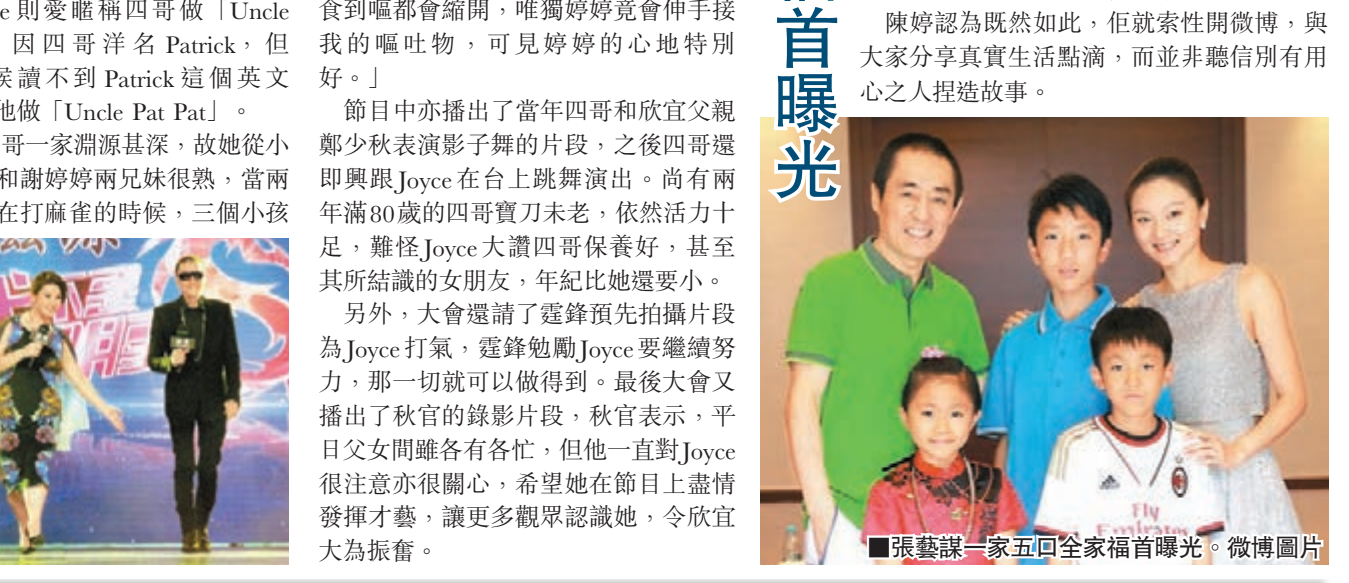 e則愛暱稱四哥做「Uncle
因四哥洋名Patrick，但
候讀不到Patrick這個英文
他做「Uncle Pat Pat」。
哥一家淵源甚深，故她從小
和謝婷婷兩兄妹很熟，當兩
在打麻雀的時候，三個小孩
食到嘔都會縮開，唯獨婷婷竟會伸手接
我的嘔吐物，可見婷婷的心地特別
好。」
節目中亦播出了當年四哥和欣宜父親
鄭少秋表演影子舞的片段，之後四哥還
即興跟Joyce在台上跳舞演出。尚有兩
年滿80歲的四哥寶刀未老，依然活力十
足，難怪Joyce大讚四哥保養好，甚至
其所結識的女朋友，年紀比她還要小。
另外，大會還請了霆鋒預先拍攝片段
為Joyce打氣，霆鋒勉勵Joyce要繼續努
力，那一切就可以做得到。最後大會又
播出了秋官的錄影片段，秋官表示，平
日父女間雖各有各忙，但他一直對Joyce
很注意亦很關心，希望她在節目上盡情
發揮才藝，讓更多觀眾認識她，令欣宜
大為振奮。
首曝光
陳婷認為既然如此，佢就索性開微博，與
大家分享真實生活點滴，而並非聽信別有用
心之人捏造故事。
Fly
Emirates
■張藝謀一家五口全家福首曝光。微博圖片